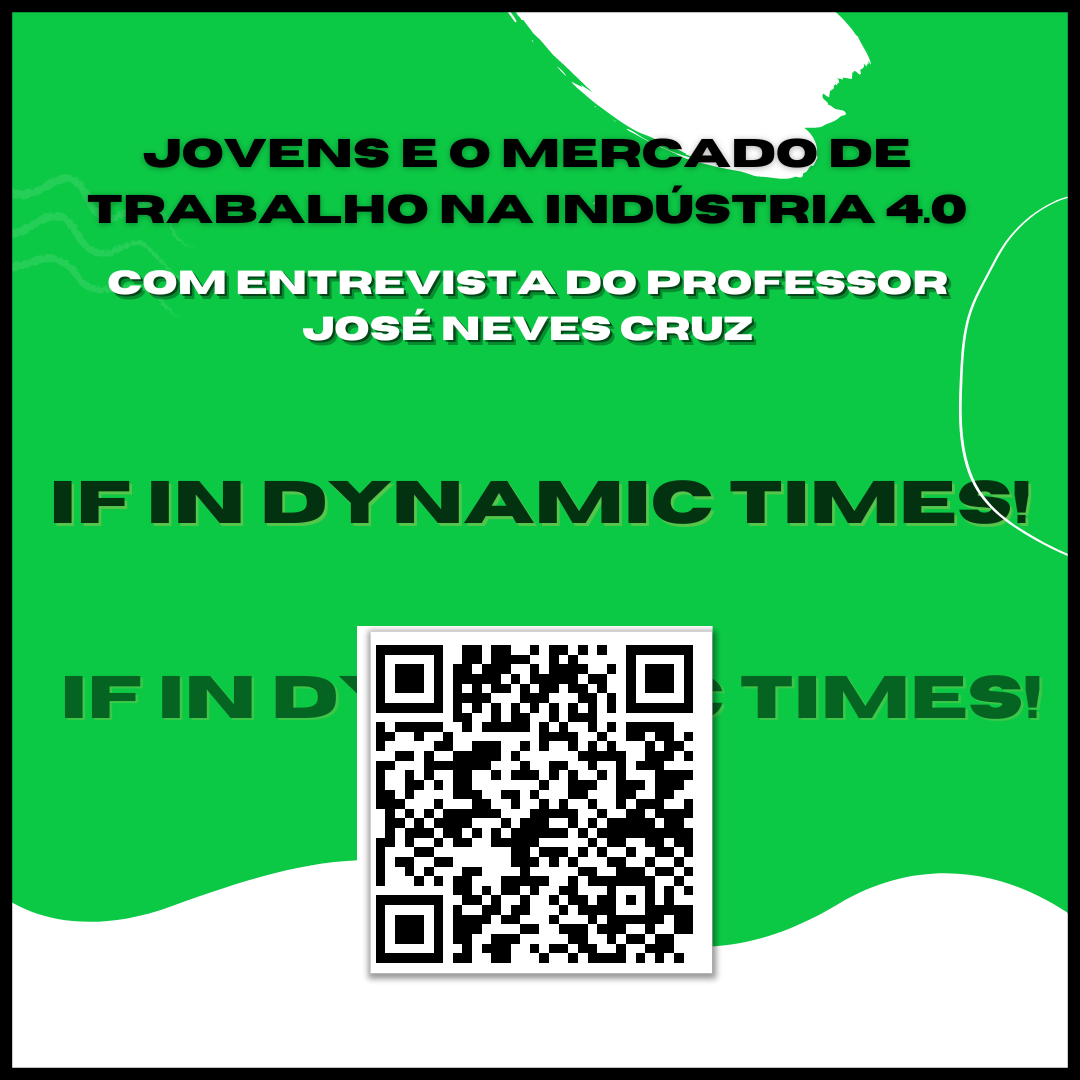 JOVENS E O MERCADO DE
TRABALHO NA INDÚSTRIA 4.0
COM ENTREVISTA DO PROFESSOR
JOSÉ NEVES CRUZ
IF IN DYNAMIC TIMES!
IF IN TIMES!